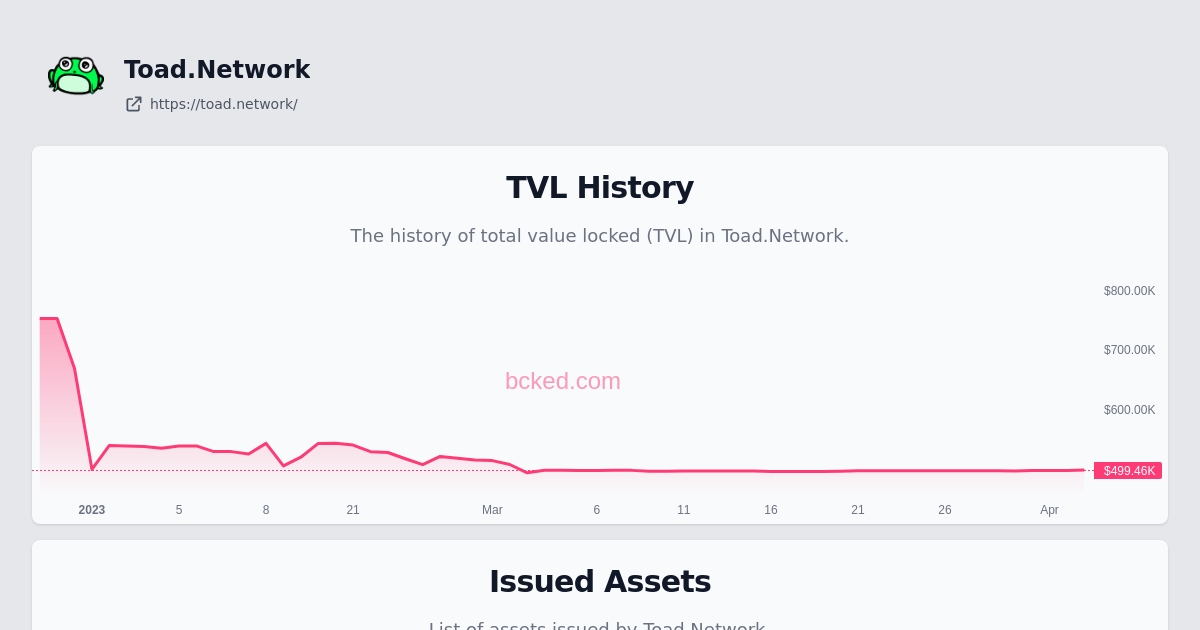 Toad.Network
https://toad.network/
TVL History
The history of total value locked (TVL) in Toad.Network.
$800.00K
$700.00K
bcked.com
$600.00K
$499.46K
2023 5 8 21 Mar 6 11 16 21 26 Apr
Issued Assets
List of assets issued by Toad.Network.